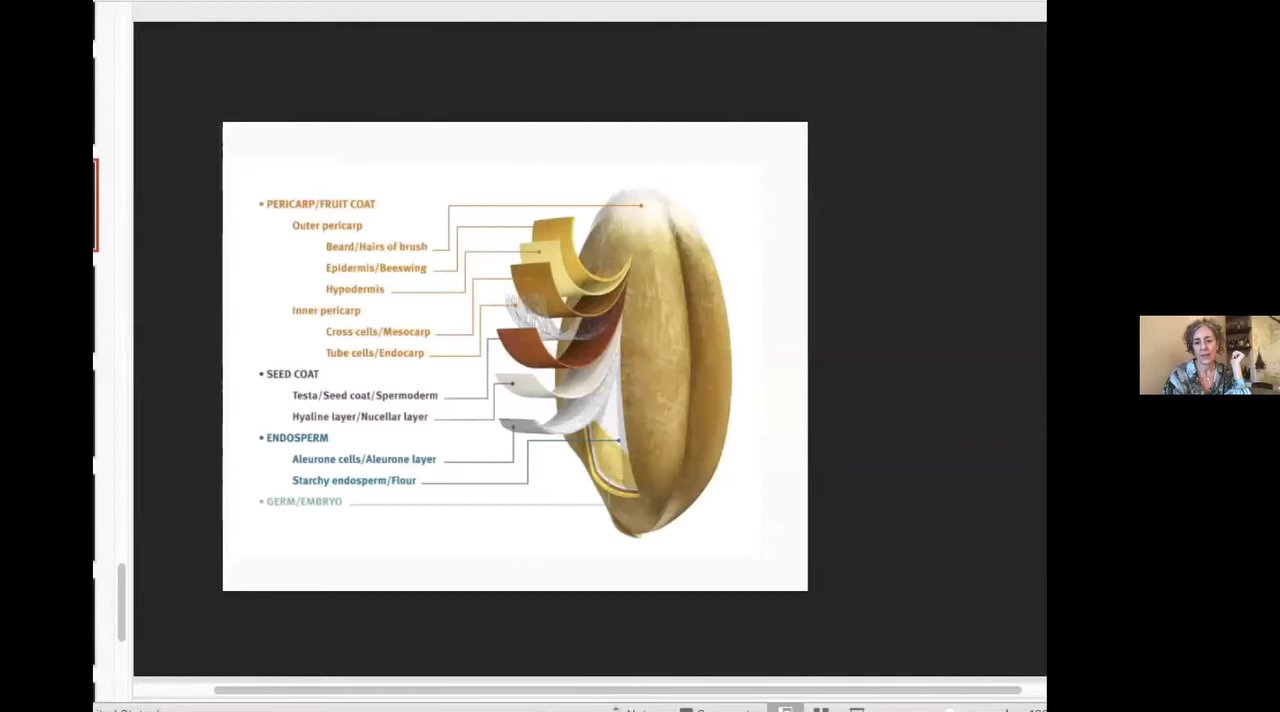 • PERICARP/FRUIT COAT
Outer pericarp
Beard/Hairs of brush
Epidermis/Beeswing
Hypodermis
Inner pericarp
Cross cells/Mesocarp
Tube cells/Endocarp
• SEED COAT
Testa/Seed coat/Spermoderm
Hyaline layer/Nucellar layer
• ENDOSPERM
Aleurone cells/Aleurone layer
Starchy endosperm/Flour
• GERM/EMBRYO